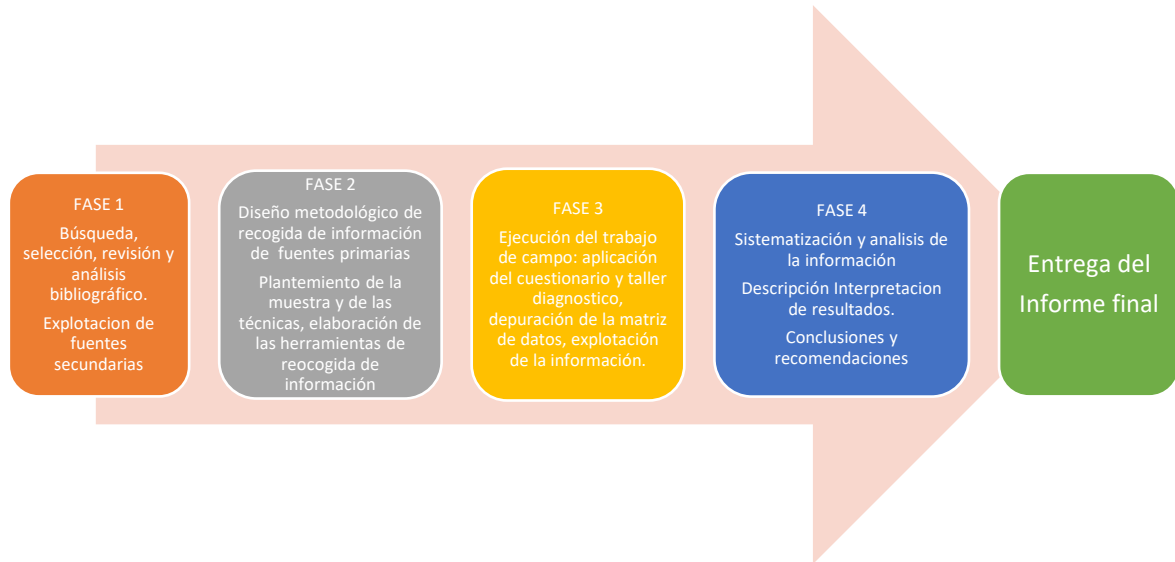 FASE 1
Búsqueda,
selección, revisión y
análisis
bibliográfico.
Explotacion de
fuentes
secundarias
FASE 2
Diseño metodológico de
recogida de información
de fuentes primarias
Plantemiento de la
muestra y de las
técnicas, elaboración de
las herramientas de
reocogida de
información
FASE 3
Ejecución del trabajo
de campo: aplicación
del cuestionario y taller
diagnostico,
depuración de la matriz
de datos, explotación
de la información.
FASE 4
Sistematización y analisis de
la información
Descripción Interpretacion
de resultados.
Conclusiones y
recomendaciones
Entrega del
Informe final